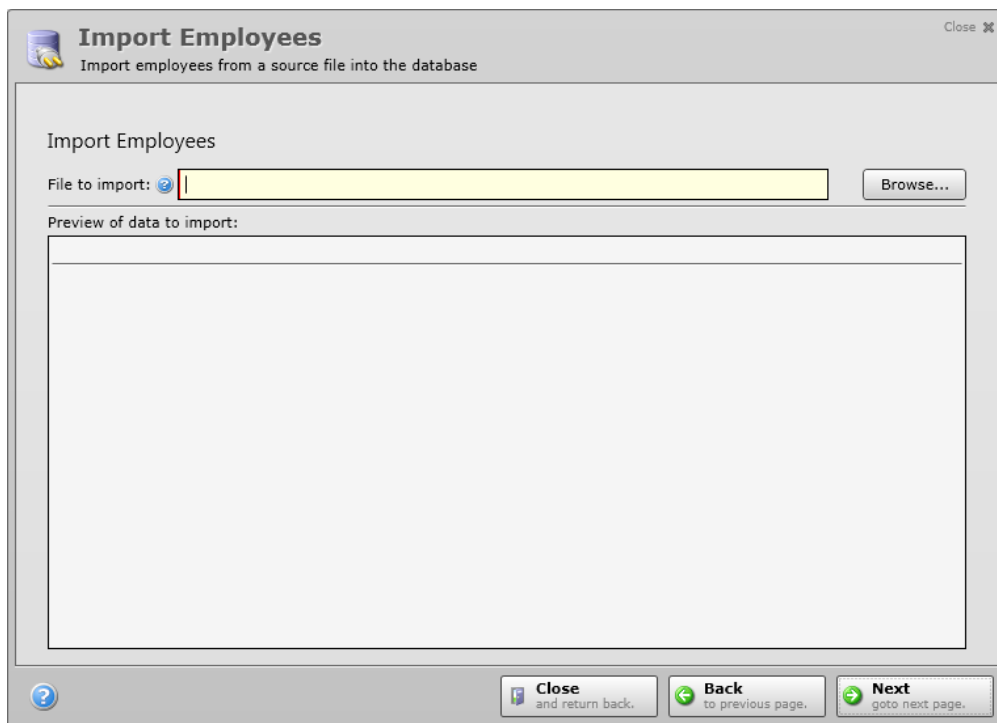 Import Employees
Import employees from a source file into the database
Close
Import Employees
File to import:
Browse...
Preview of data to import:
Close
and return back.
Back
to previous page.
Next
goto next page.